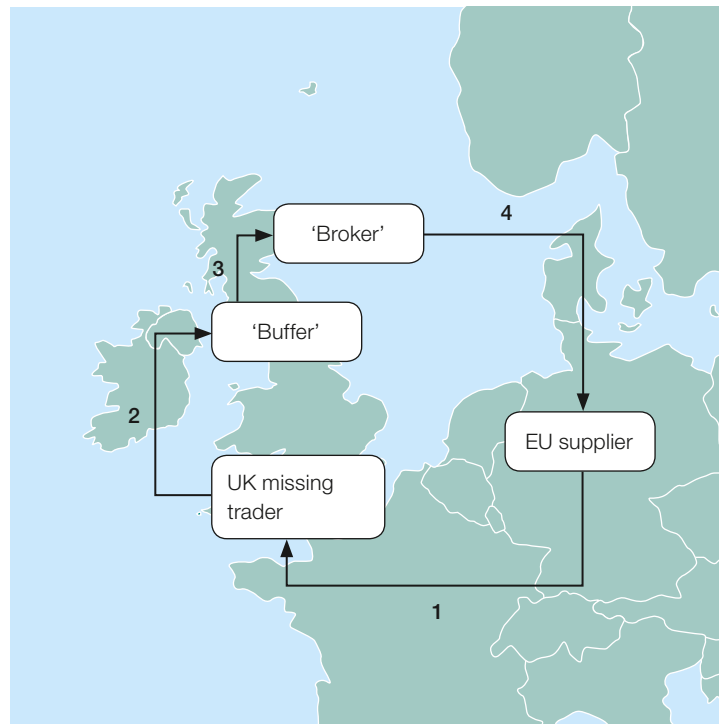 ‘Broker’
4
3
‘Buffer’
2
EU supplier
UK missing
trader
1